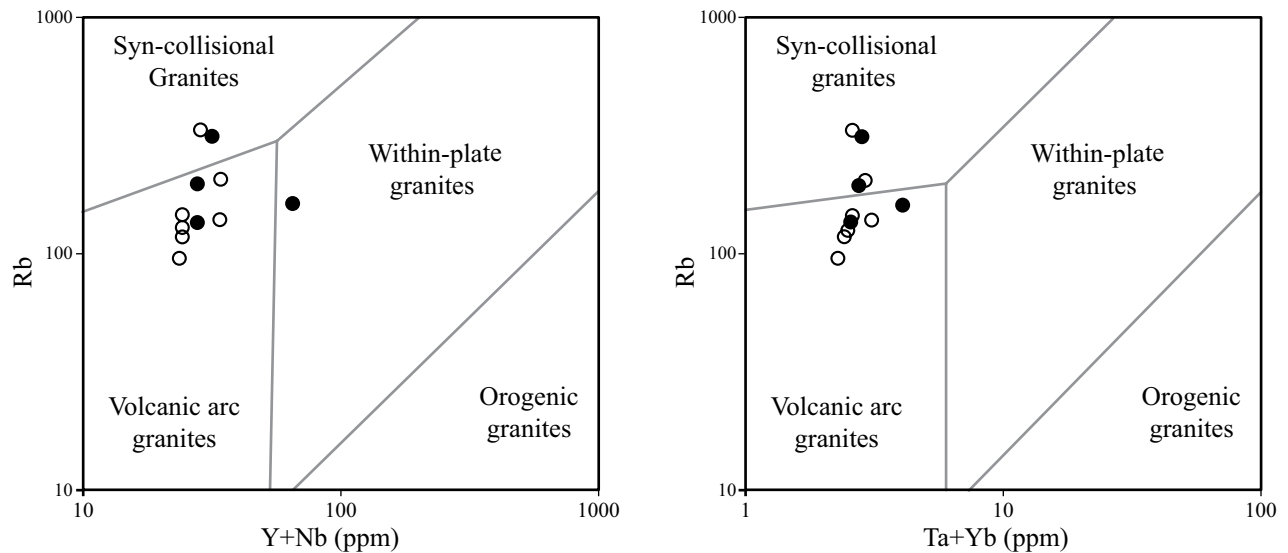 1000
Syn-collisional
Granites
Within-plate
granites
Rb
100
Volcanic arc
granites
Orogenic
granites
10
10
100
1000
Y+Nb (ppm)
1000
Syn-collisional
granites
Within-plate
granites
Rb
100
Volcanic arc
granites
Orogenic
granites
10
1
10
100
Ta+Yb (ppm)